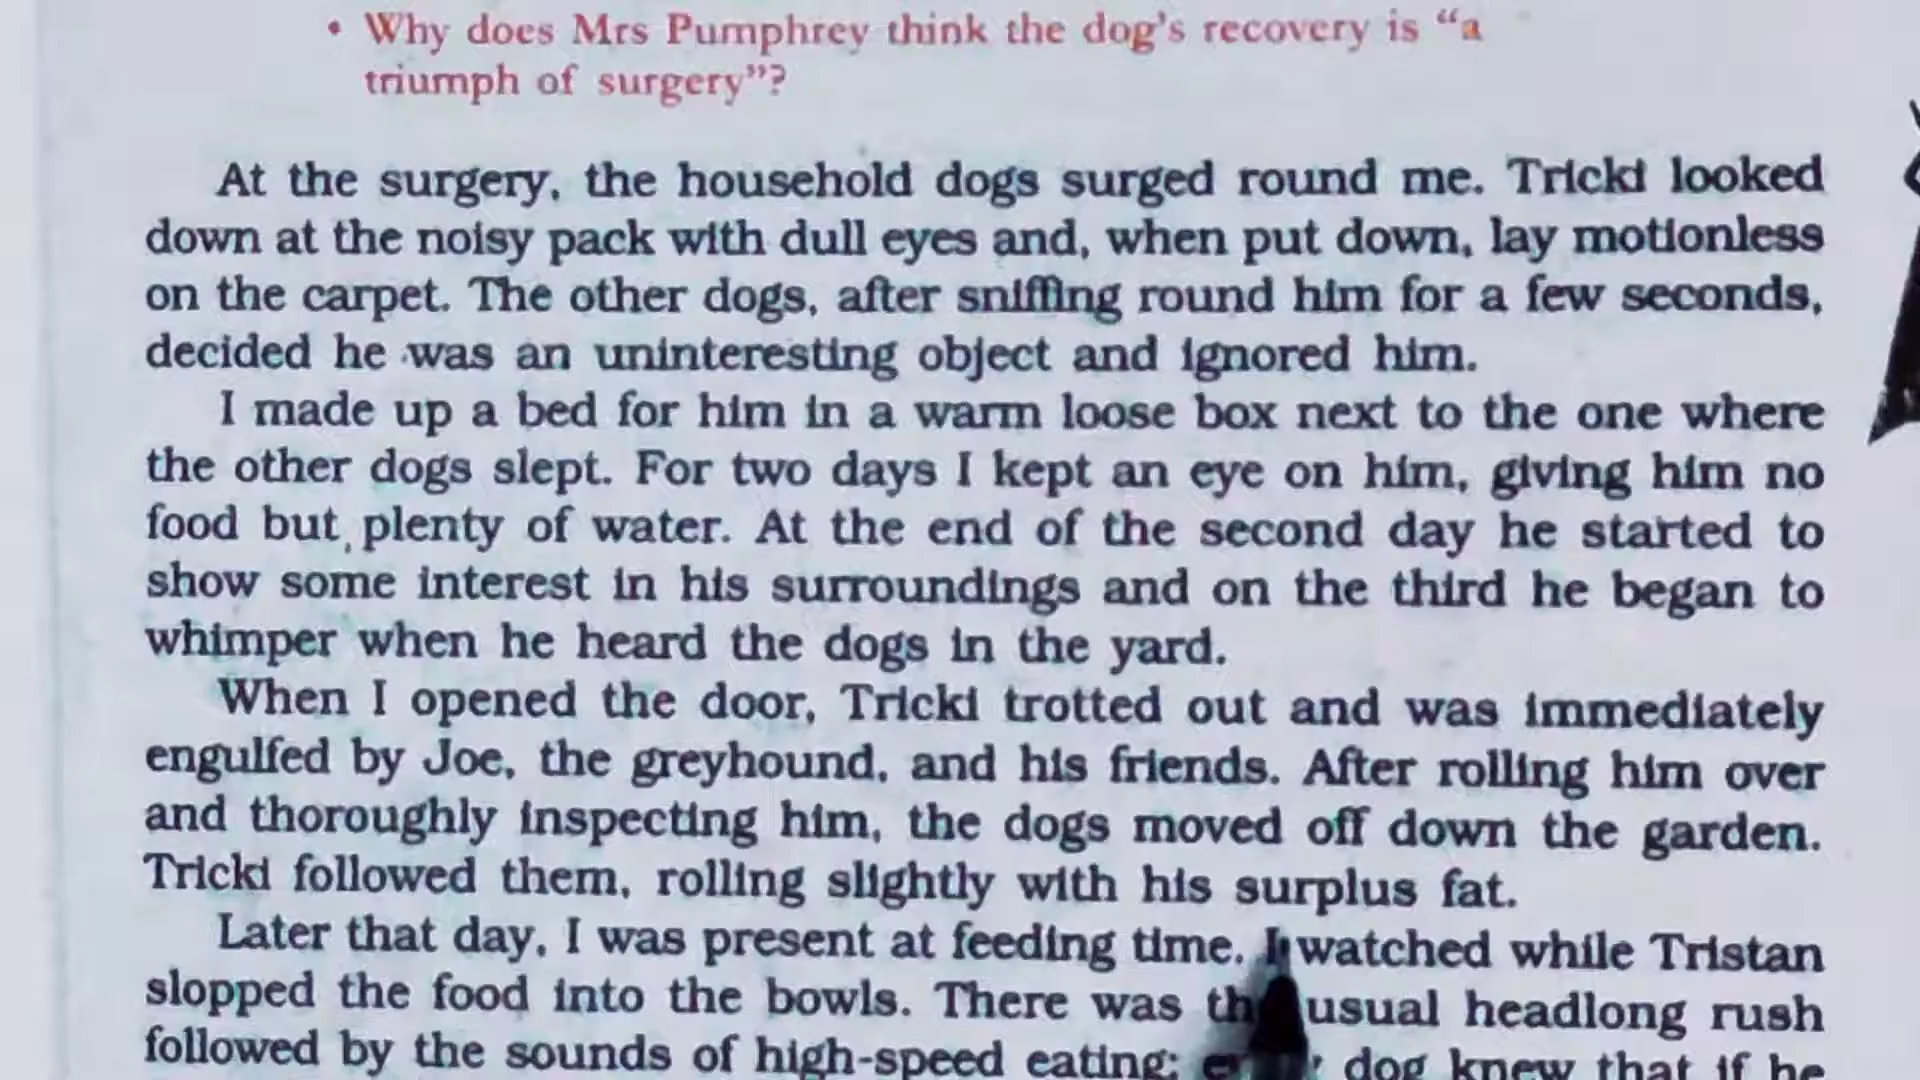 • Why does Mrs Pumphrey think the dog's recovery is “a
triumph of surgery”?
At the surgery, the household dogs surged round me. Tricki looked
down at the noisy pack with dull eyes and, when put down, lay motionless
on the carpet. The other dogs, after sniffing round him for a few seconds,
decided he was an uninteresting object and ignored him.
I made up a bed for him in a warm loose box next to the one where
the other dogs slept. For two days I kept an eye on him, giving him no
food but plenty of water. At the end of the second day he started to
show some interest in his surroundings and on the third he began to
whimper when he heard the dogs in the yard.
When I opened the door, Tricki trotted out and was immediately
engulfed by Joe, the greyhound, and his friends. After rolling him over
and thoroughly inspecting him, the dogs moved off down the garden.
Tricki followed them, rolling slightly with his surplus fat.
Later that day, I was present at feeding time. I watched while Tristan
slopped the food into the bowls. There was usual headlong rush
followed by the sounds of high-speed eating; dog knew that if he